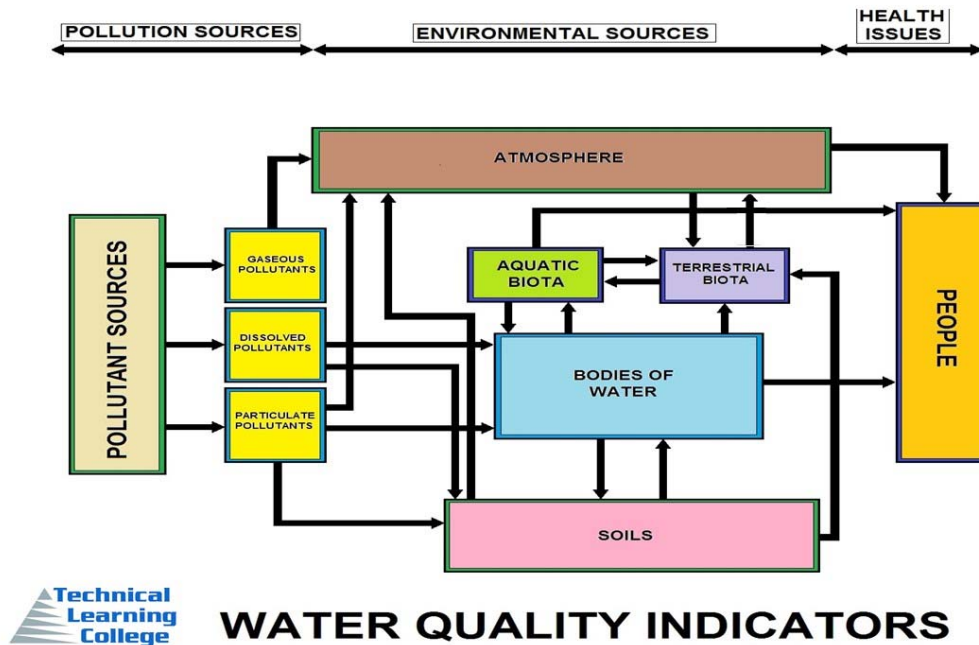 POLLUTION SOURCES
ENVIRONMENTAL SOURCES
HEALTH
ISSUES
ATMOSPHERE
POLLUTANT SOURCES
GASEOUS
POLLUTANTS
DISSOLVED
POLLUTANTS
PARTICULATE
POLLUTANTS
AQUATIC
BIOTA
TERRESTRIAL
BIOTA
BODIES OF
WATER
SOILS
PEOPLE
Technical
Learning
College
WATER QUALITY INDICATORS